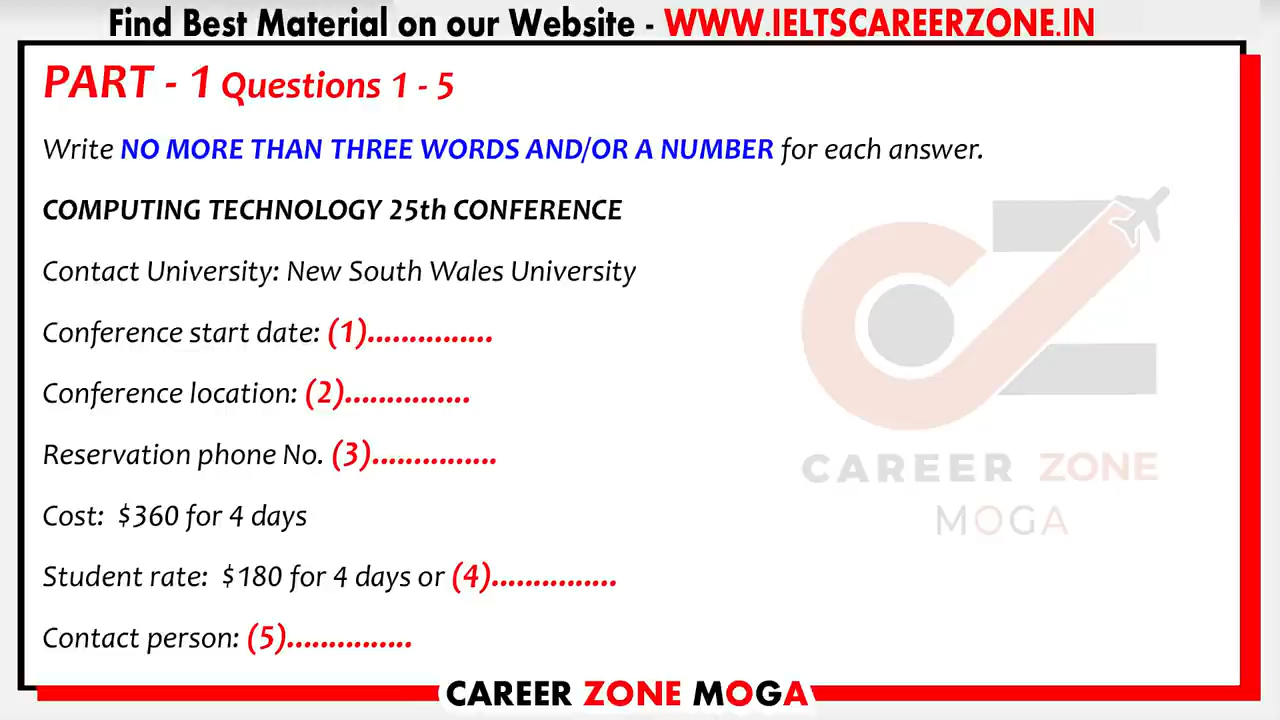 Find Best Material on our Website - WWW.IELTSCAREERZONE.IN
PART - 1 Questions 1 - 5
Write NO MORE THAN THREE WORDS AND/OR A NUMBER for each answer.
COMPUTING TECHNOLOGY 25th CONFERENCE
Contact University: New South Wales University
Conference start date: (1)...............
Conference location: (2)...............
Reservation phone No. (3)...............
Cost: $360 for 4 days
Student rate: $180 for 4 days or (4)...............
Contact person: (5)...............
CAREER ZONE
MOGA
CAREER ZONE MOGA